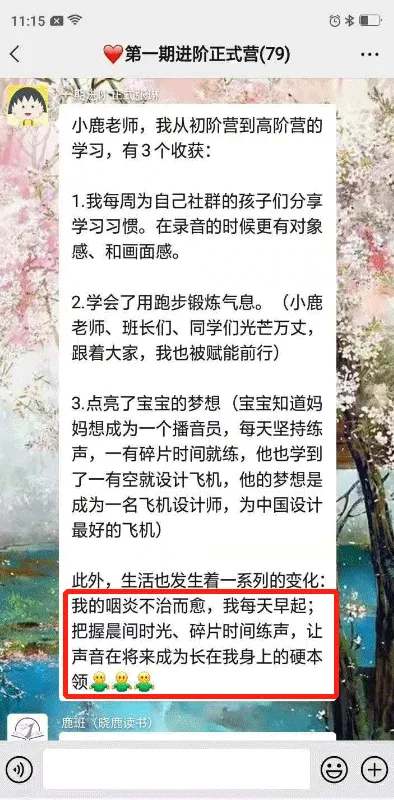 11:15
❤️第一期进阶正式营(79)
一期进阶正式张琳
小鹿老师，我从初阶营到高阶营的
学习，有3个收获：
1.我每周为自己社群的孩子们分享
学习习惯。在录音的时候更有对象
感、和画面感。
2.学会了用跑步锻炼气息。（小鹿
老师、班长们、同学们光芒万丈，
跟着大家，我也被赋能前行）
3.点亮了宝宝的梦想（宝宝知道妈
妈想成为一个播音员，每天坚持练
声，一有碎片时间就练，他也学到
了一有空就设计飞机，他的梦想是
成为一名飞机设计师，为中国设计
最好的飞机）
此外，生活也发生着一系列的变化：
我的咽炎不治而愈，我每天早起；
把握晨间时光、碎片时间练声，让
声音在将来成为长在我身上的硬本
领
鹿班（晓鹿读书）